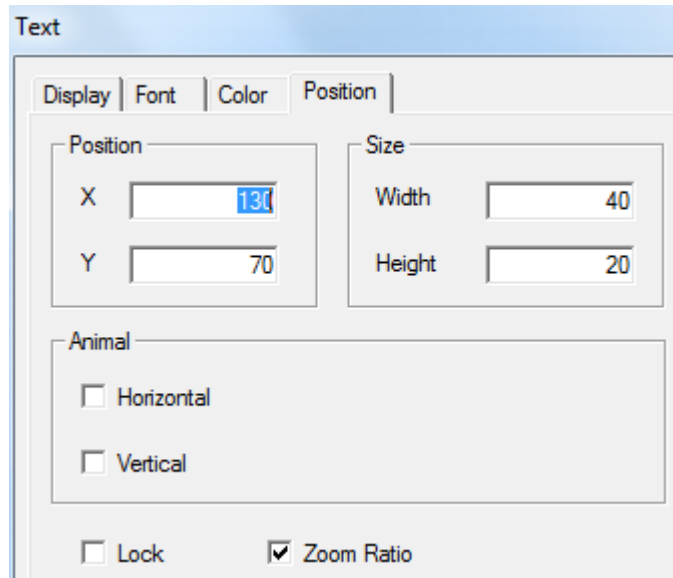 Text
Display Font Color Position
Position Size
X 130 Width 40
Y 70 Height 20
Animal
Horizontal
Vertical
Lock Zoom Ratio